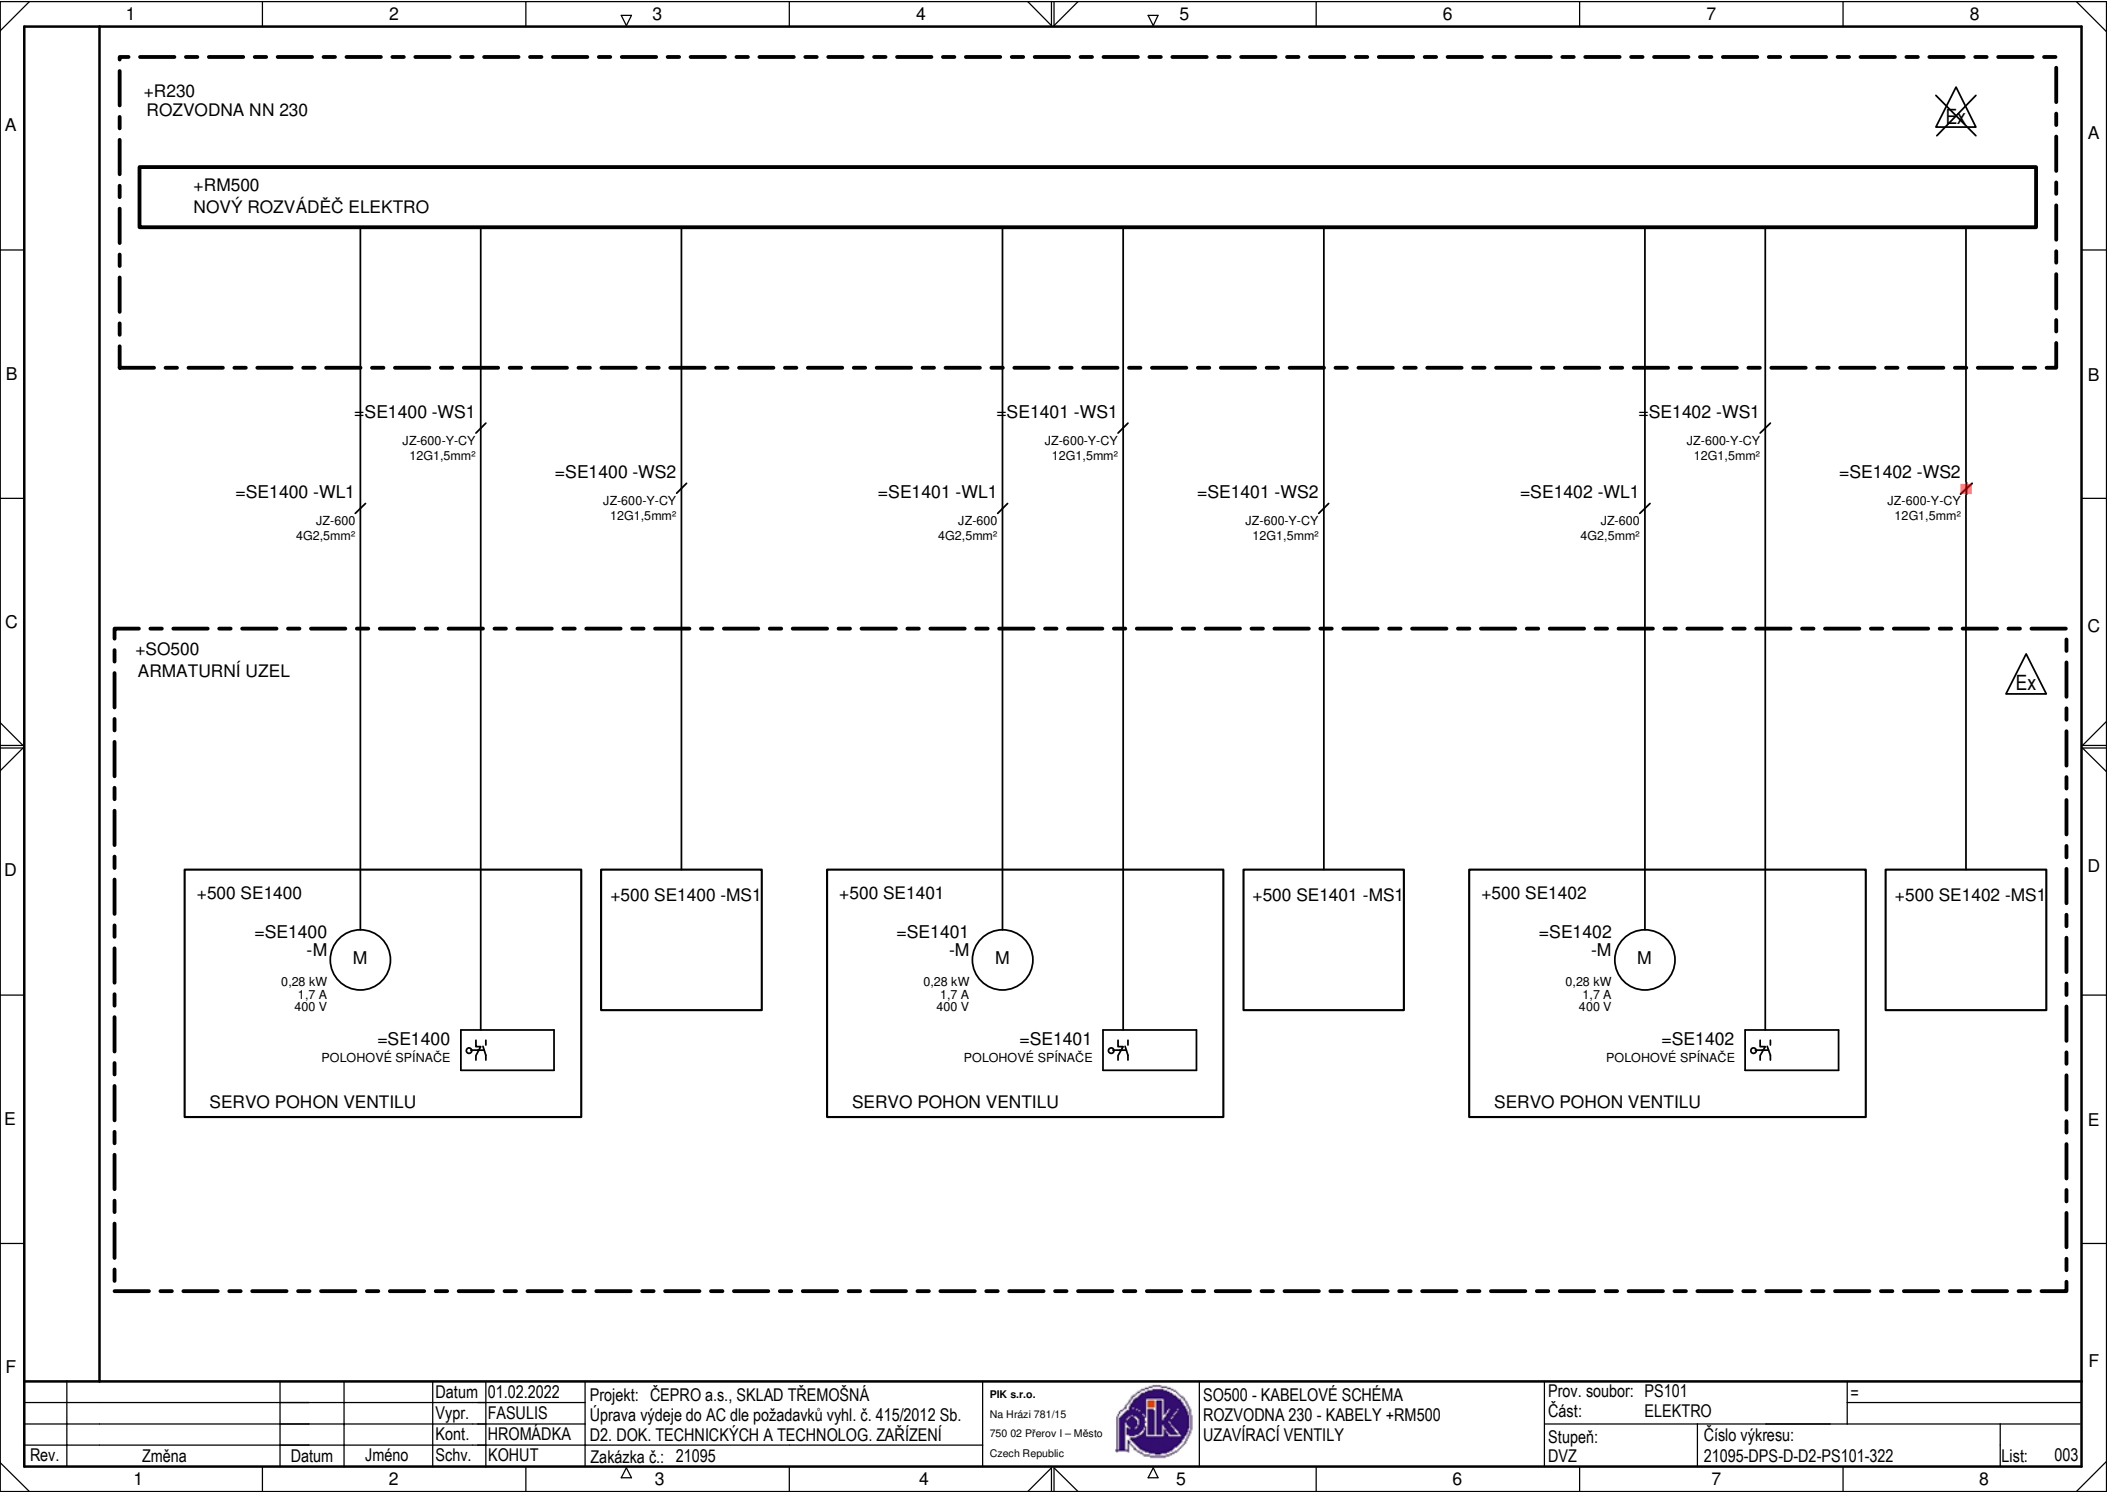 1 2 3 4 5 6 7 8
A
B
C
D
E
F
A
B
C
D
E
F
+R230
ROZVODNA NN 230
Ex
+RM500
NOVÝ ROZVÁDĚČ ELEKTRO
=SE1400 -WS1
JZ-600-Y-CY
12G1,5mm²
=SE1400 -WL1
JZ-600
4G2,5mm²
=SE1400 -WS2
JZ-600-Y-CY
12G1,5mm²
=SE1401 -WS1
JZ-600-Y-CY
12G1,5mm²
=SE1401 -WL1
JZ-600
4G2,5mm²
=SE1401 -WS2
JZ-600-Y-CY
12G1,5mm²
=SE1402 -WS1
JZ-600-Y-CY
12G1,5mm²
=SE1402 -WL1
JZ-600
4G2,5mm²
=SE1402 -WS2
JZ-600-Y-CY
12G1,5mm²
+SO500
ARMATURNÍ UZEL
Ex
+500 SE1400
=SE1400
-M
M
0,28 kW
1,7 A
400 V
=SE1400
POLOHOVÉ SPÍNAČE
SERVO POHON VENTILU
+500 SE1400 -MS1
+500 SE1401
=SE1401
-M
M
0,28 kW
1,7 A
400 V
=SE1401
POLOHOVÉ SPÍNAČE
SERVO POHON VENTILU
+500 SE1401 -MS1
+500 SE1402
=SE1402
-M
M
0,28 kW
1,7 A
400 V
=SE1402
POLOHOVÉ SPÍNAČE
SERVO POHON VENTILU
+500 SE1402 -MS1
Rev. Změna Datum Jméno
Datum 01.02.2022
Vypr. FASULIS
Kont. HROMÁDKA
Schv. KOHUT
Projekt: ČEPRO a.s., SKLAD TŘEMOŠNÁ
Úprava výdeje do AC dle požadavků vyhl. č. 415/2012 Sb.
D2. DOK. TECHNICKÝCH A TECHNOLOG. ZAŘÍZENÍ
Zakázka č.: 21095
PIK s.r.o.
Na Hrázi 781/15
750 02 Přerov I – Město
Czech Republic
pik
SO500 - KABELOVÉ SCHÉMA
ROZVODNA 230 - KABELY +RM500
UZAVÍRACÍ VENTILY
Prov. soubor: PS101
Část: ELEKTRO
Stupeň:
DVZ
=
Číslo výkresu:
21095-DPS-D-D2-PS101-322
List: 003
1 2 3 4 5 6 7 8